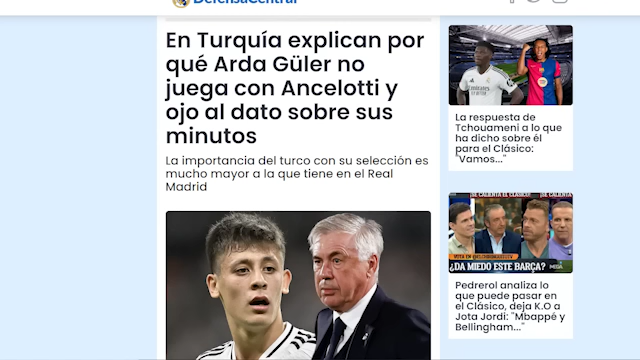 DefensaCentral
En Turquía explican por
qué Arda Güler no
juega con Ancelotti y
ojo al dato sobre sus
minutos
La importancia del turco con su selección es
mucho mayor a la que tiene en el Real
Madrid
La respuesta de
Tchouameni a lo que
ha dicho sobre él
para el Clásico:
"Vamos..."
¿DA MIEDO ESTE BARÇA?
MEGA
Pedrerol analiza lo
que puede pasar en
el Clásico, deja K.O a
Jota Jordi: "Mbappé y
Bellingham..."